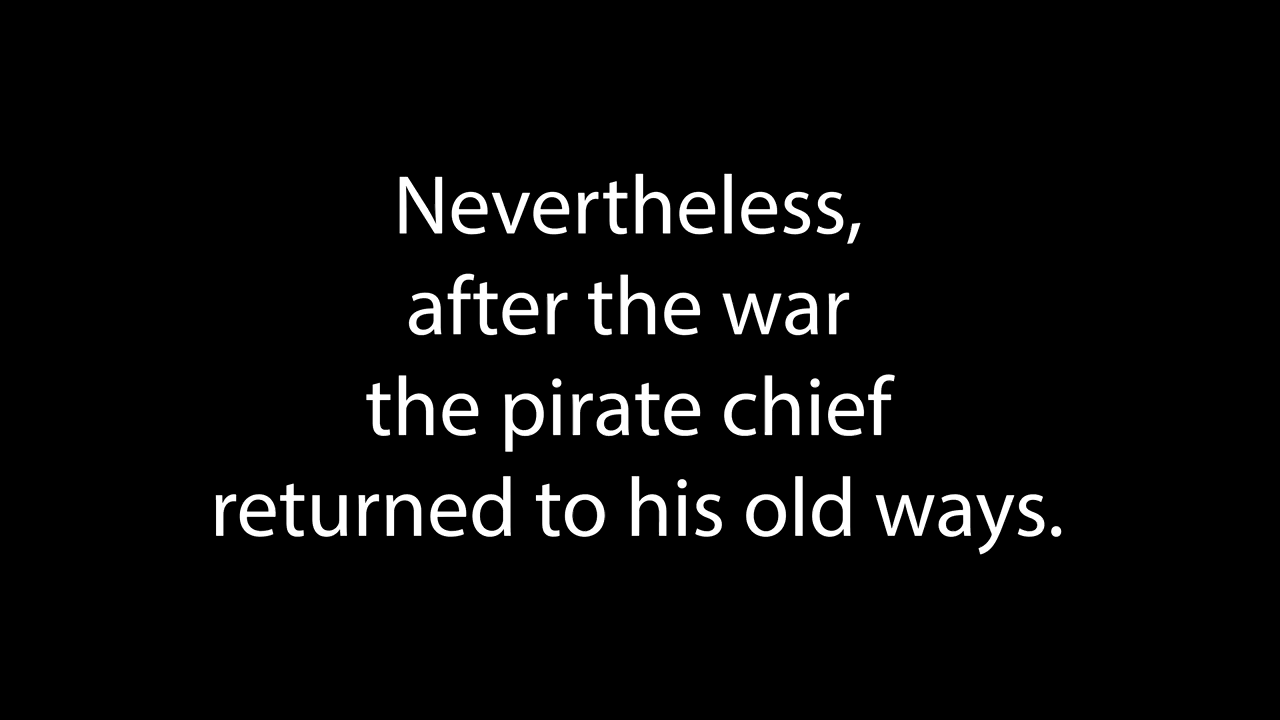 Nevertheless,
after the war
the pirate chief
returned to his old ways.